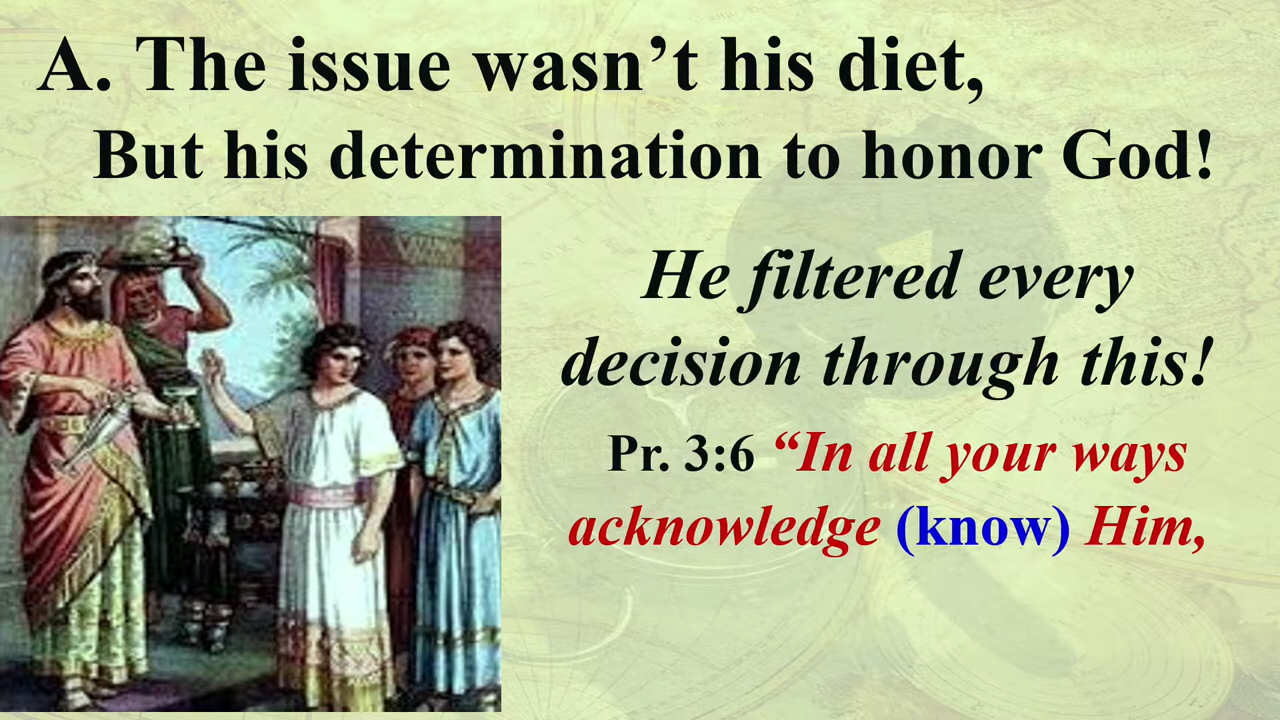 A. The issue wasn’t his diet,
But his determination to honor God!
He filtered every
decision through this!
Pr. 3:6 “In all your ways
acknowledge (know) Him,